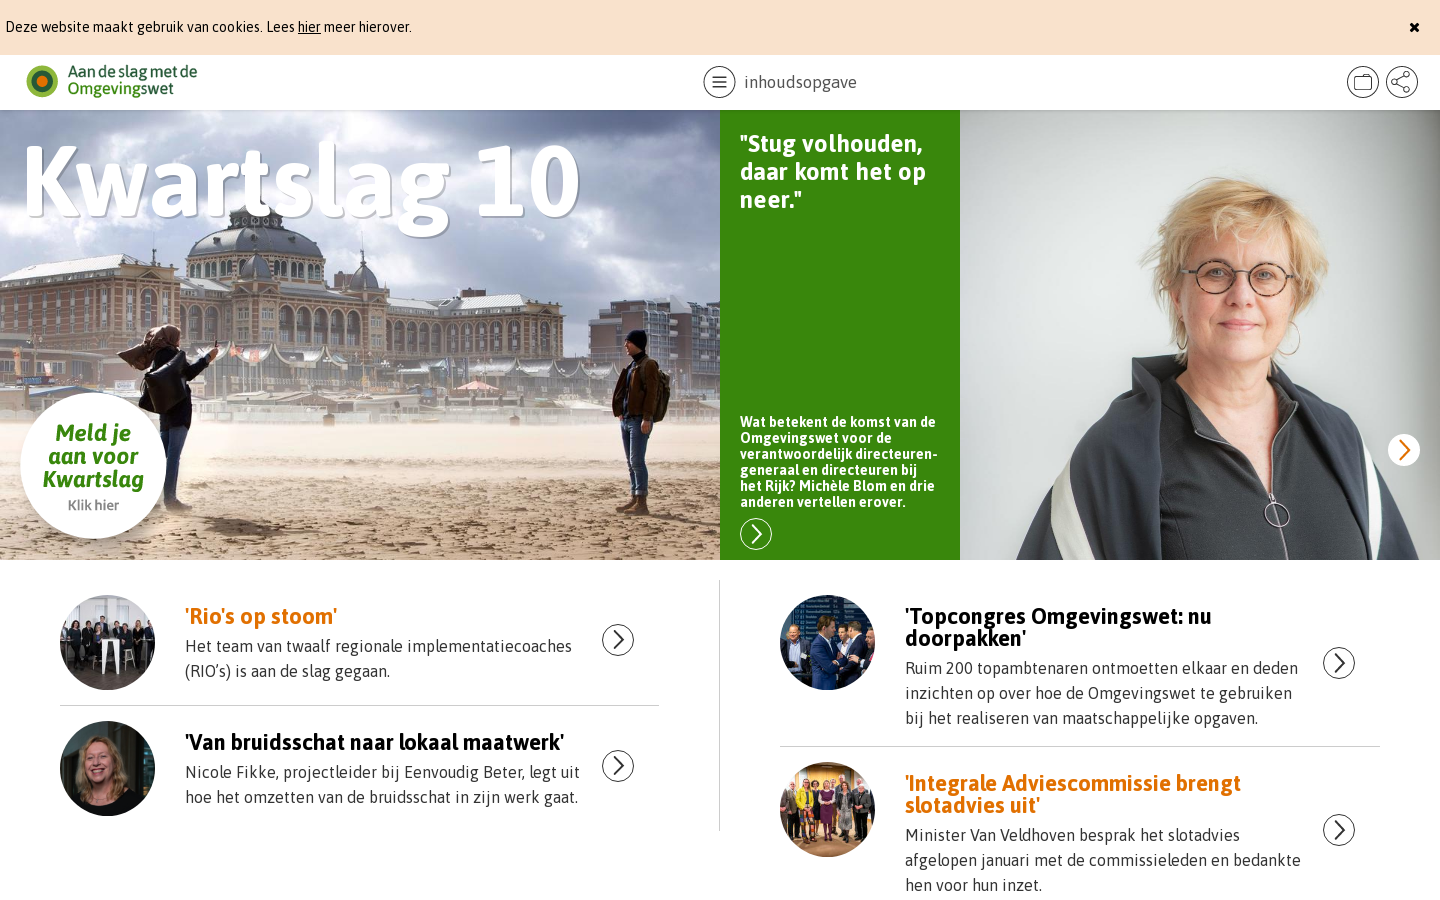 Deze website maakt gebruik van cookies. Lees hier meer hierover.
Aan de slag met de
Omgevingswet
inhoudsopgave
Kwartslag 10
Meld je
aan voor
Kwartslag
Klik hier
"Stug volhouden,
daar komt het op
neer."
Wat betekent de komst van de
Omgevingswet voor de
verantwoordelijk directeuren-
generaal en directeuren bij
het Rijk? Michèle Blom en drie
anderen vertellen erover.
'Rio's op stoom'
Het team van twaalf regionale implementatiecoaches
(RIO’s) is aan de slag gegaan.
'Van bruidsschat naar lokaal maatwerk'
Nicole Fikke, projectleider bij Eenvoudig Beter, legt uit
hoe het omzetten van de bruidsschat in zijn werk gaat.
'Topcongres Omgevingswet: nu
doorpakken'
Ruim 200 topambtenaren ontmoetten elkaar en deden
inzichten op over hoe de Omgevingswet te gebruiken
bij het realiseren van maatschappelijke opgaven.
'Integrale Adviescommissie brengt
slotadvies uit'
Minister Van Veldhoven besprak het slotadvies
afgelopen januari met de commissieleden en bedankte
hen voor hun inzet.